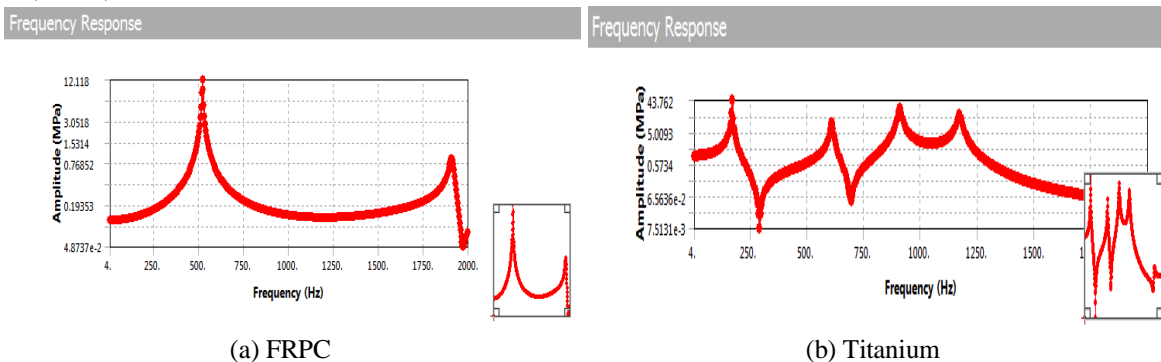 Frequency Response
Amplitude (MPa)
12.118
3.0518
1.5314
0.76852
0.19353
4.8737e-2
4. 250. 500. 750. 1000. 1250. 1500. 1750. 2000.
Frequency (Hz)
(a) FRPC
Frequency Response
Amplitude (MPa)
43.762
5.0093
0.5734
6.5636e-2
7.5131e-3
4. 250. 500. 750. 1000. 1250. 1500. 1
Frequency (Hz)
(b) Titanium